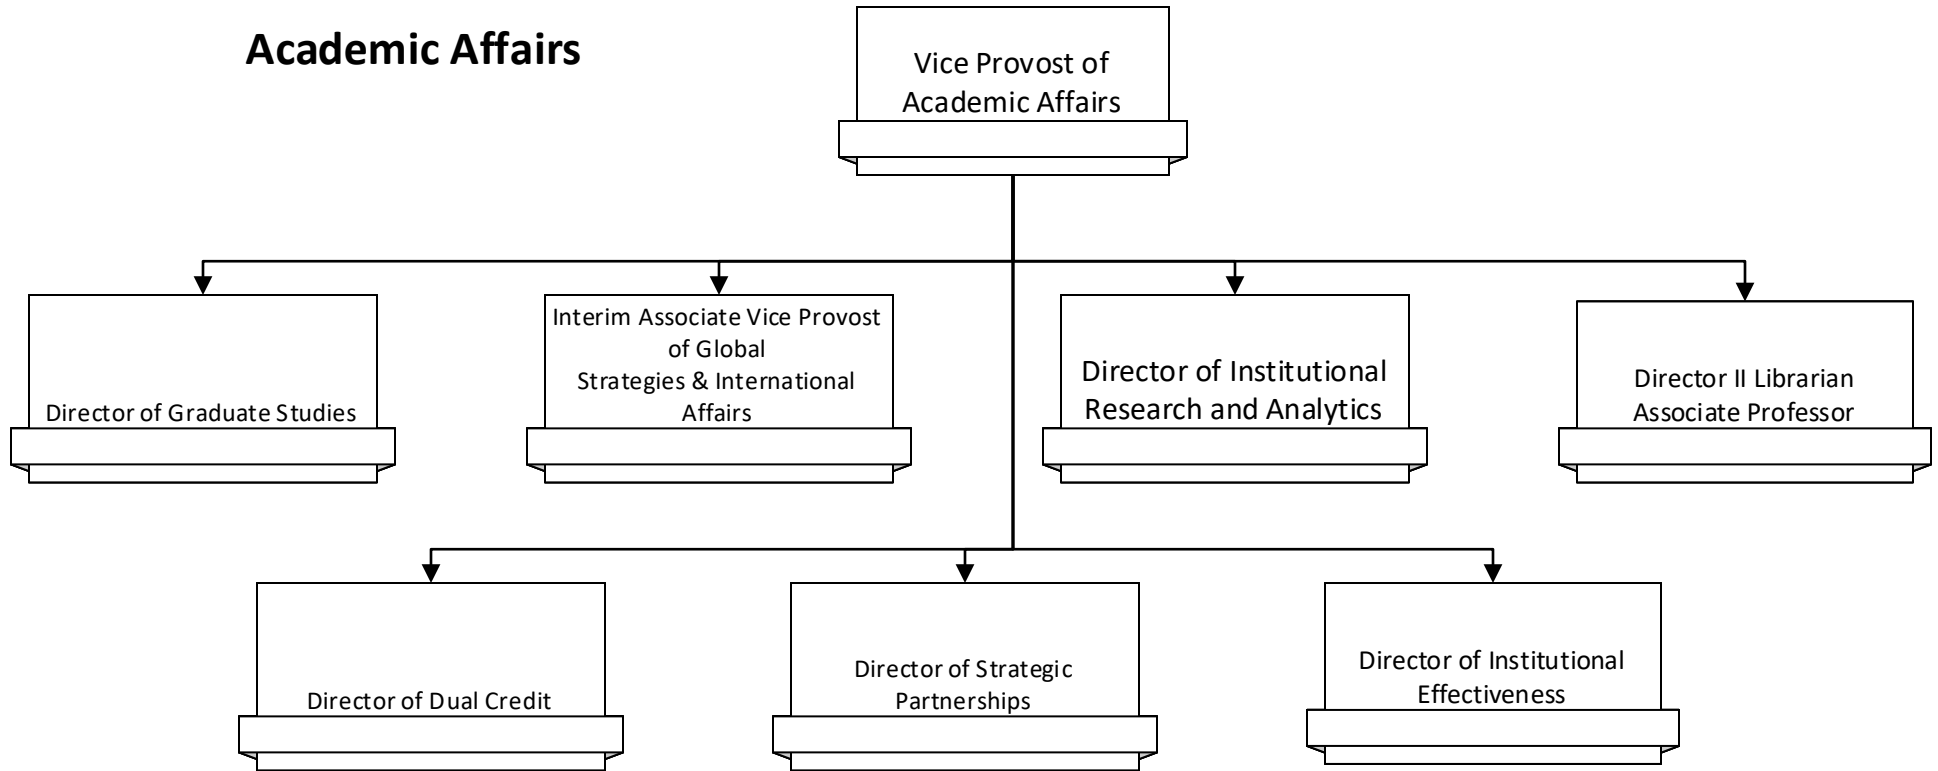 Academic Affairs
Vice Provost of
Academic Affairs
Director of Graduate Studies
Interim Associate Vice Provost
of Global
Strategies & International
Affairs
Director of Institutional
Research and Analytics
Director II Librarian
Associate Professor
Director of Dual Credit
Director of Strategic
Partnerships
Director of Institutional
Effectiveness